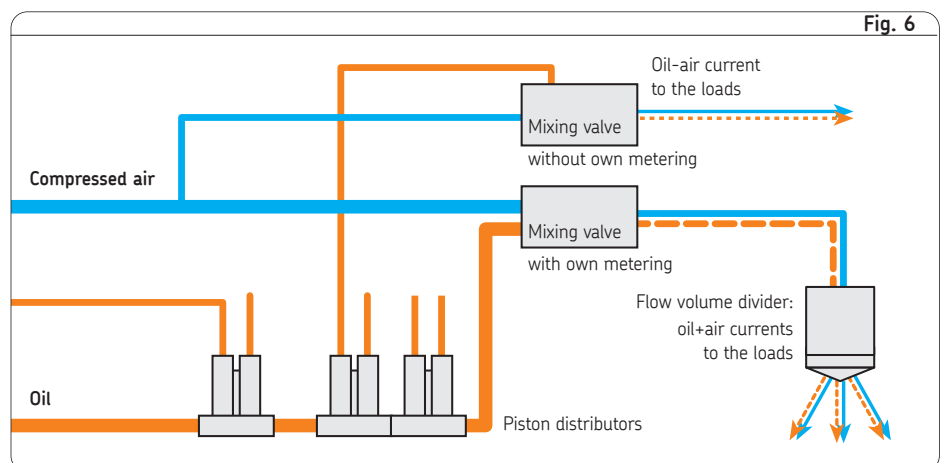 Fig. 6
Oil-air current
to the loads
Mixing valve
without own metering
Compressed air
Mixing valve
with own metering
Flow volume divider:
oil+air currents
to the loads
Oil
Piston distributors